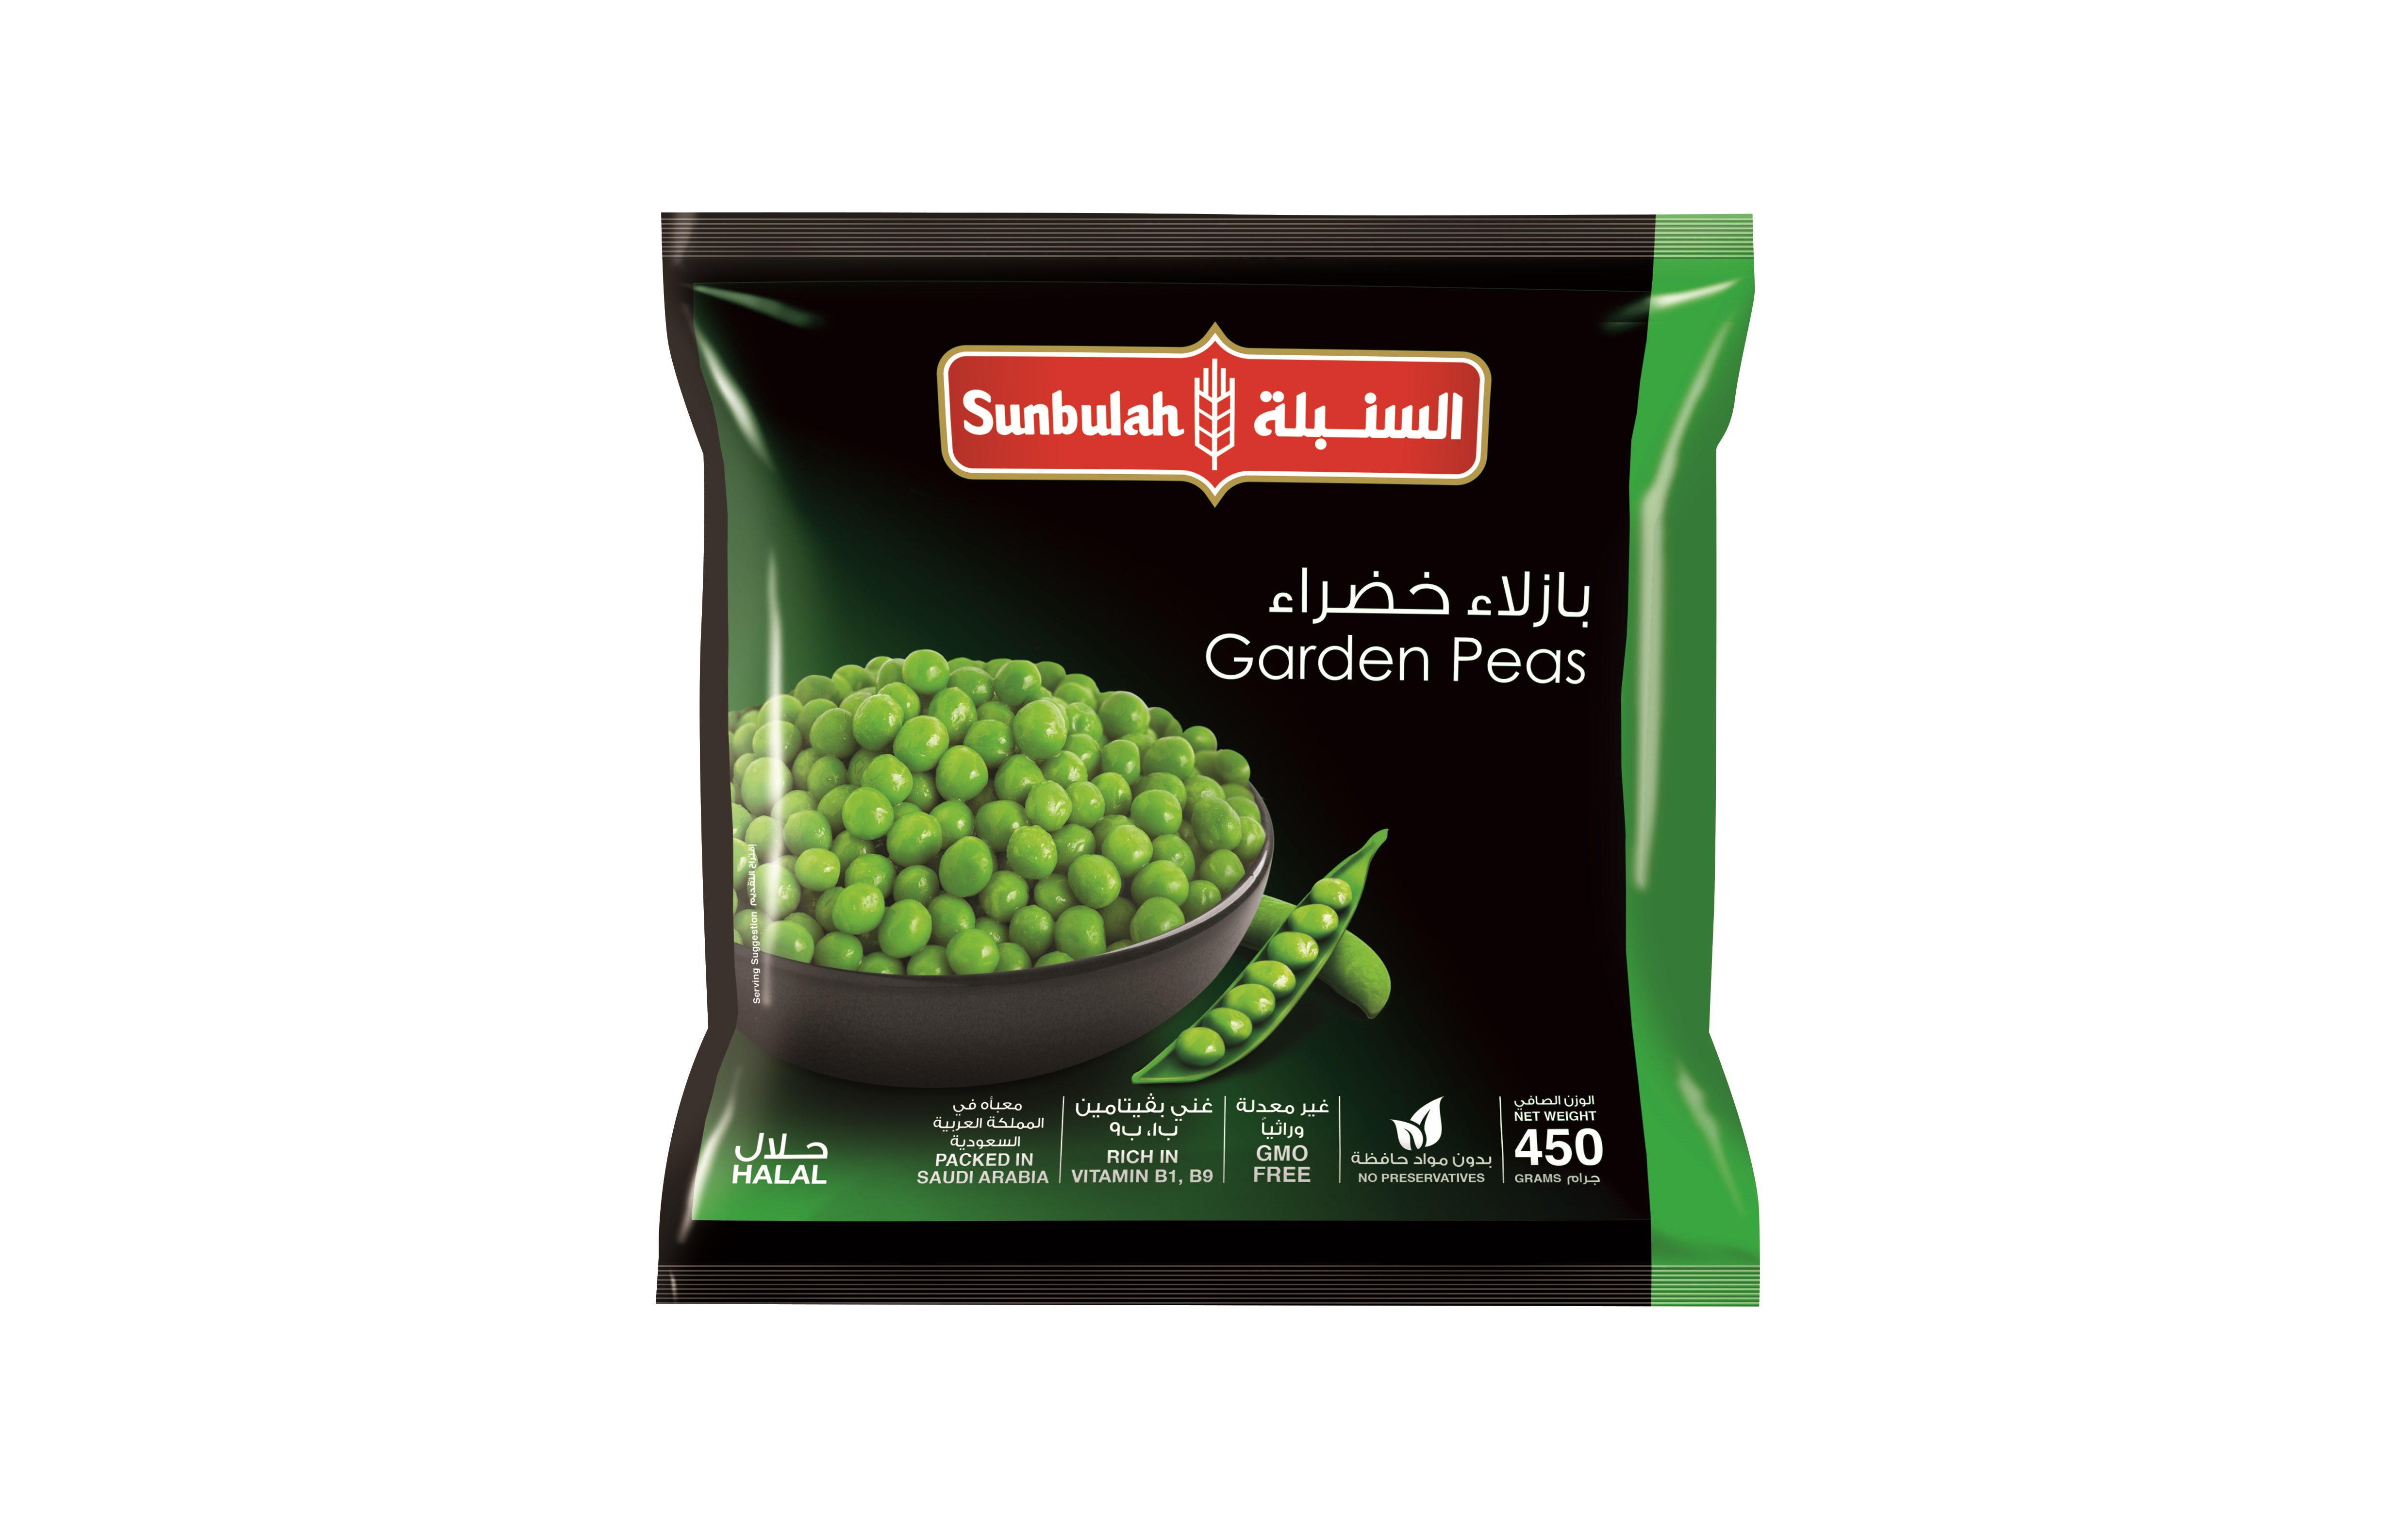 Sunbulah السنبلة
بازلاء خضراء
Garden Peas
Serving Suggestion إقتراح التقديم
حلال
HALAL
معبأه في
المملكة العربية
السعودية
PACKED IN
SAUDI ARABIA
غني بڤيتامين
ب١، ب٩
RICH IN
VITAMIN B1, B9
غير معدلة
وراثياً
GMO
FREE
بدون مواد حافظة
NO PRESERVATIVES
الوزن الصافي
NET WEIGHT
450
GRAMS جرام